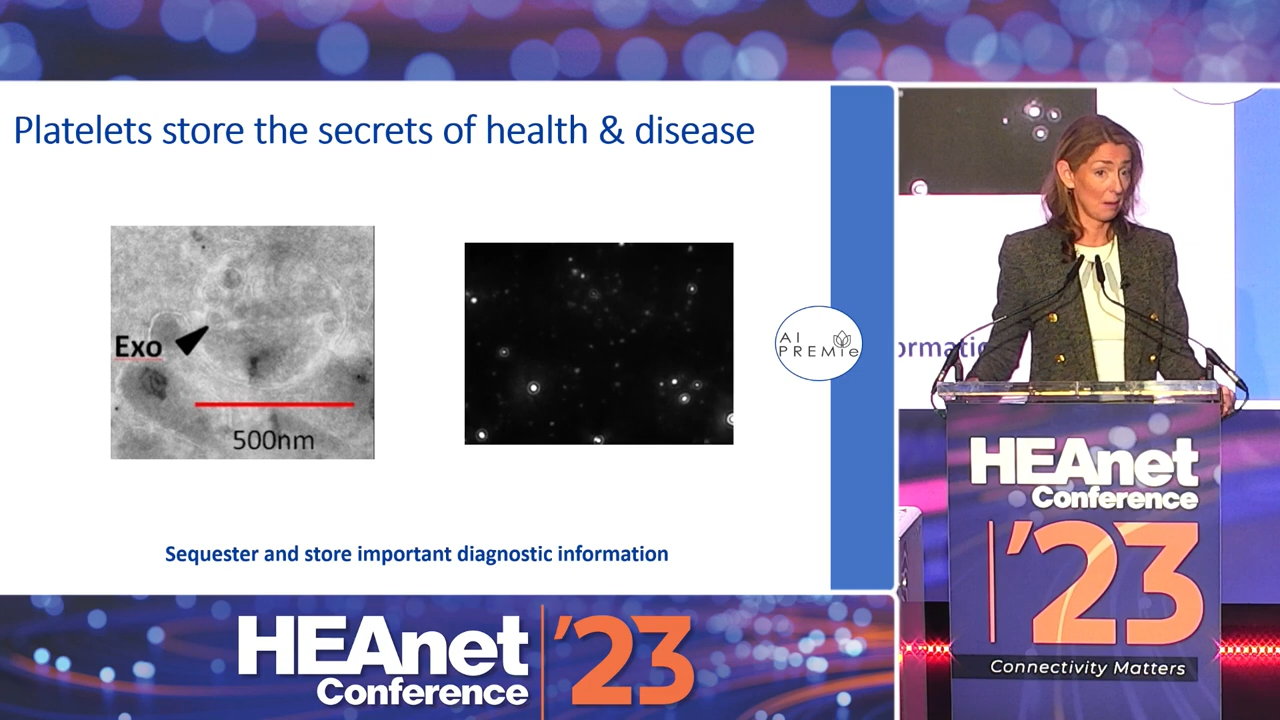 Platelets store the secrets of health & disease
Exo
500nm
AI
PREMie
Sequester and store important diagnostic information
HEAnet
Conference
'23
ormatio
HEAnet
Conference
'23
Connectivity Matters